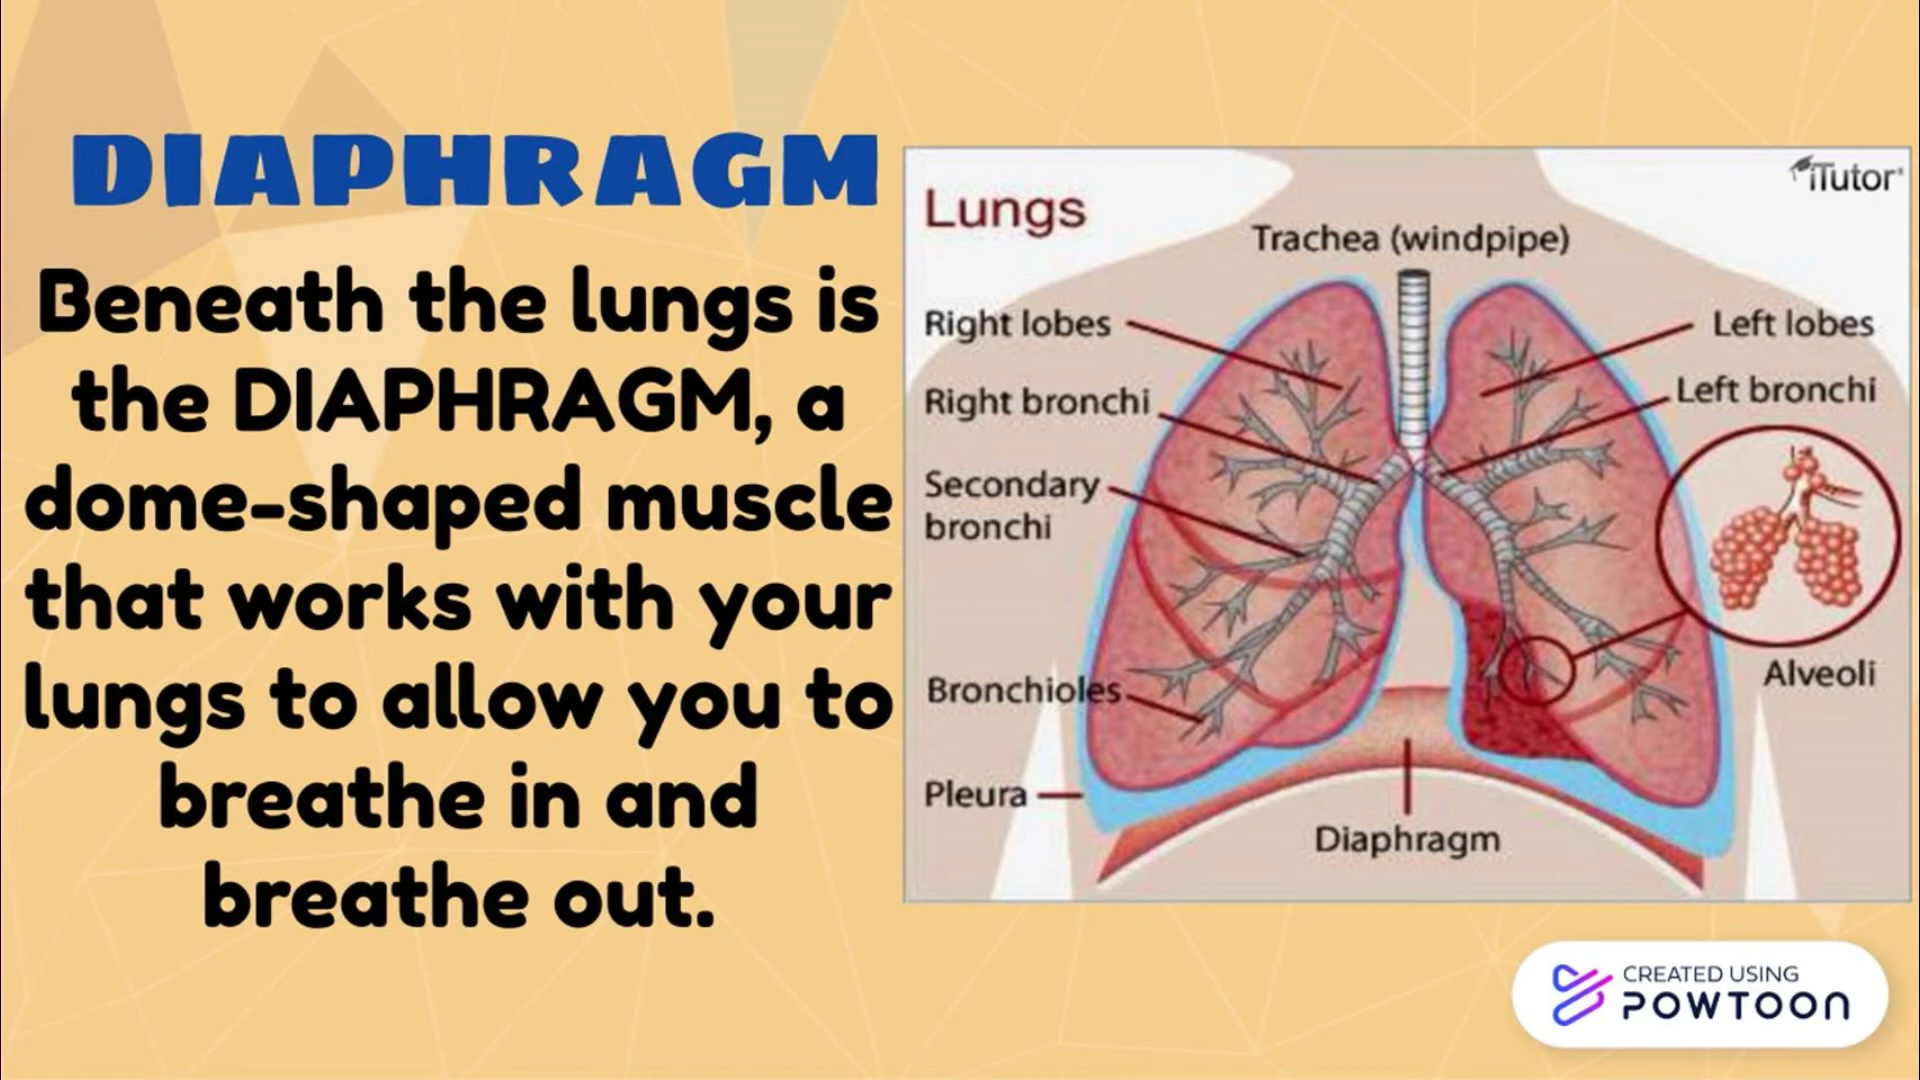 DIAPHRAGM
Beneath the lungs is
the DIAPHRAGM, a
dome-shaped muscle
that works with your
lungs to allow you to
breathe in and
breathe out.
iTutor
Lungs
Trachea (windpipe)
Right lobes
Left lobes
Right bronchi
Left bronchi
Secondary
bronchi
Bronchioles
Alveoli
Pleura
Diaphragm
CREATED USING
POWTOON